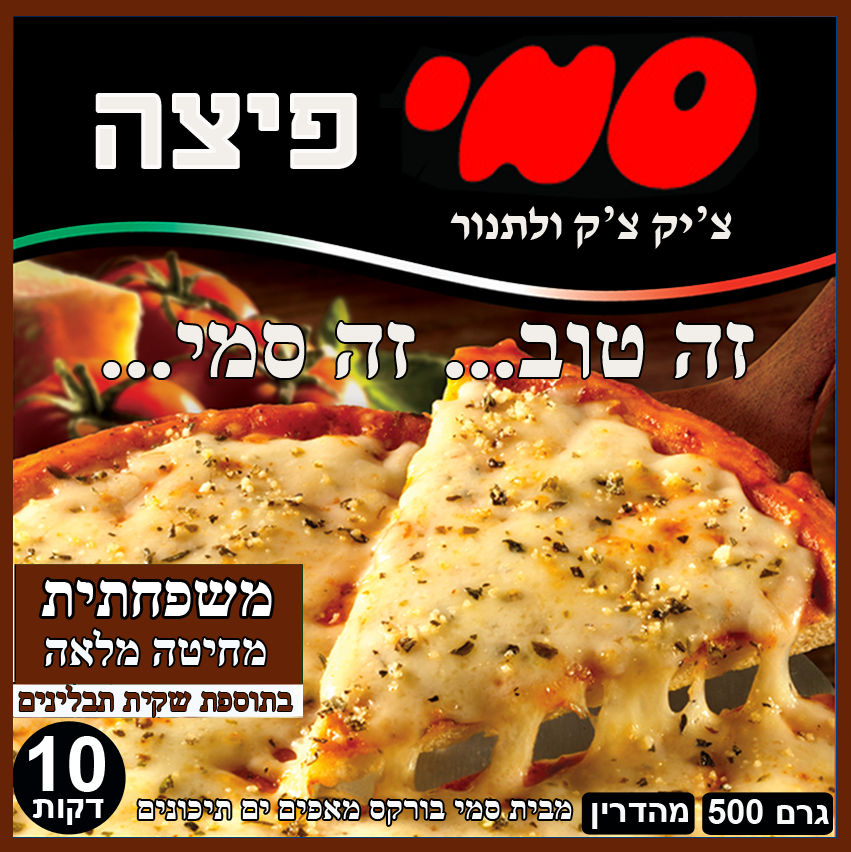 סמי פיצה
צ'יק צ'ק ולתנור
זה טוב... זה סמי...
משפחתית
מחיטה מלאה
בתוספת שקית תבלינים
10
דקות
מבית סמי בורקס מאפים ים תיכונים
מהדרין
500 גרם